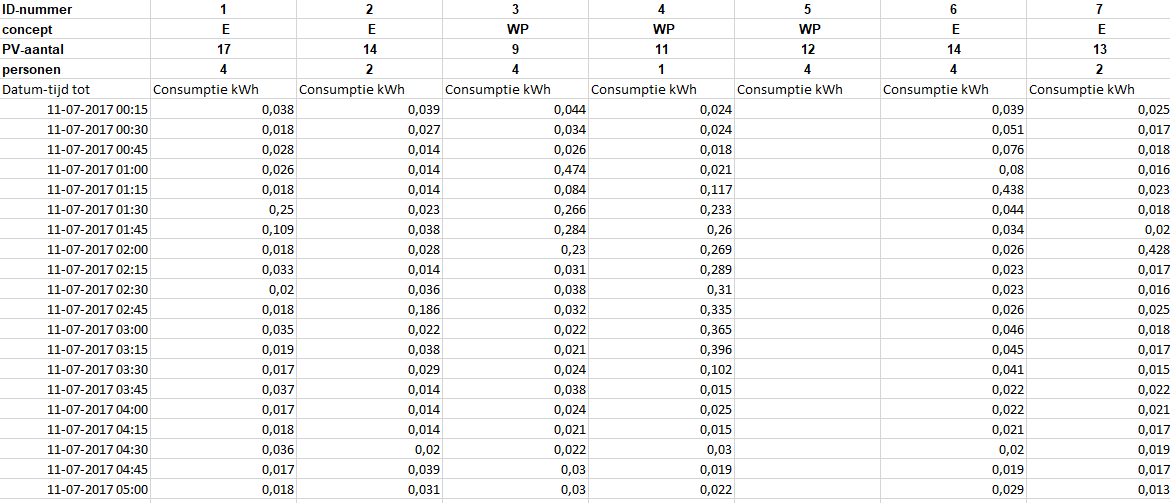 ID-nummer 1 2 3 4 5 6 7
concept E E WP WP WP E E
PV-aantal 17 14 9 11 12 14 13
personen 4 2 4 1 4 4 2
Datum-tijd tot Consumptie kWh Consumptie kWh Consumptie kWh Consumptie kWh Consumptie kWh Consumptie kWh Consumptie kWh
11-07-2017 00:15 0,038 0,039 0,044 0,024 0,039 0,025
11-07-2017 00:30 0,018 0,027 0,034 0,024 0,051 0,017
11-07-2017 00:45 0,028 0,014 0,026 0,018 0,076 0,018
11-07-2017 01:00 0,026 0,014 0,474 0,021 0,08 0,016
11-07-2017 01:15 0,018 0,014 0,084 0,117 0,438 0,023
11-07-2017 01:30 0,25 0,023 0,266 0,233 0,044 0,018
11-07-2017 01:45 0,109 0,038 0,284 0,26 0,034 0,02
11-07-2017 02:00 0,018 0,028 0,23 0,269 0,026 0,428
11-07-2017 02:15 0,033 0,014 0,031 0,289 0,023 0,017
11-07-2017 02:30 0,02 0,036 0,038 0,31 0,023 0,016
11-07-2017 02:45 0,018 0,186 0,032 0,335 0,026 0,025
11-07-2017 03:00 0,035 0,022 0,022 0,365 0,046 0,018
11-07-2017 03:15 0,019 0,038 0,021 0,396 0,045 0,017
11-07-2017 03:30 0,017 0,029 0,024 0,102 0,041 0,015
11-07-2017 03:45 0,037 0,014 0,038 0,015 0,022 0,022
11-07-2017 04:00 0,017 0,014 0,024 0,025 0,022 0,021
11-07-2017 04:15 0,018 0,014 0,021 0,015 0,021 0,017
11-07-2017 04:30 0,036 0,02 0,022 0,03 0,02 0,019
11-07-2017 04:45 0,017 0,039 0,03 0,019 0,019 0,017
11-07-2017 05:00 0,018 0,031 0,03 0,022 0,029 0,013